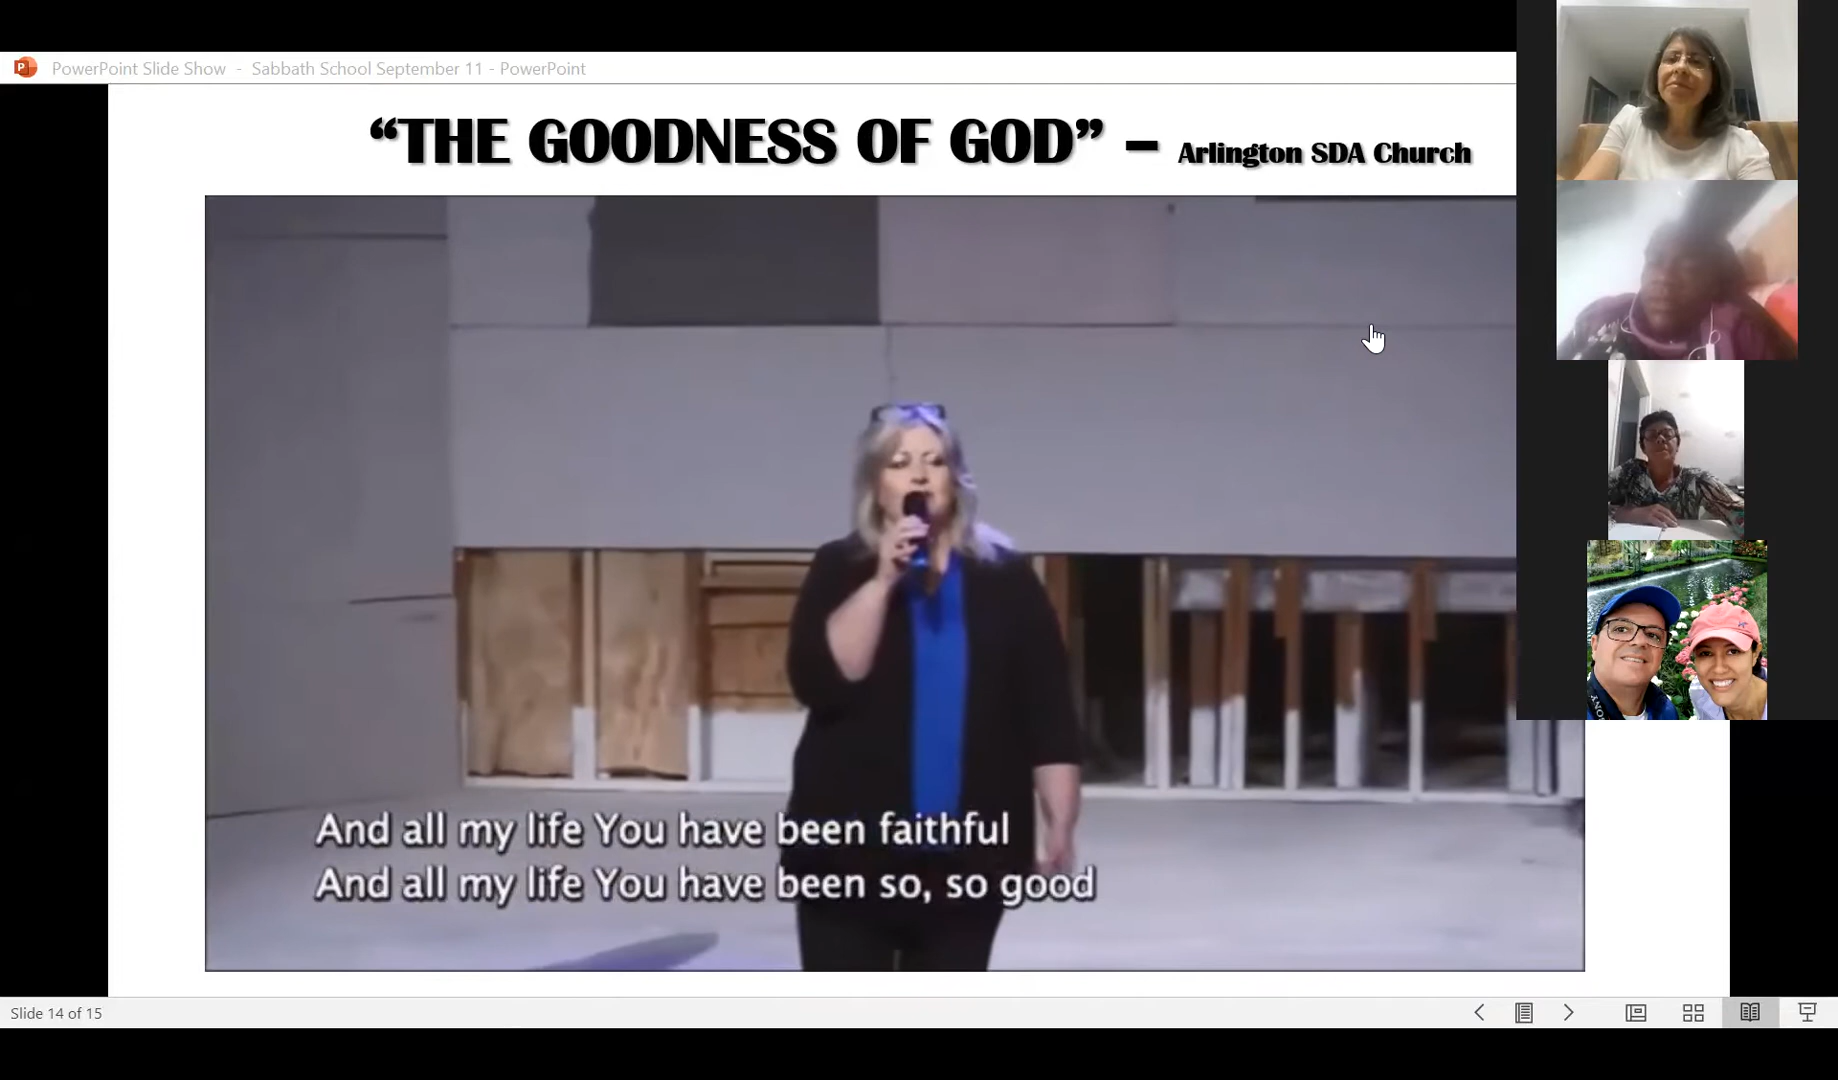 PowerPoint Slide Show - Sabbath School September 11 - PowerPoint
“THE GOODNESS OF GOD” – Arlington SDA Church
And all my life You have been faithful
And all my life You have been so, so good
Slide 14 of 15